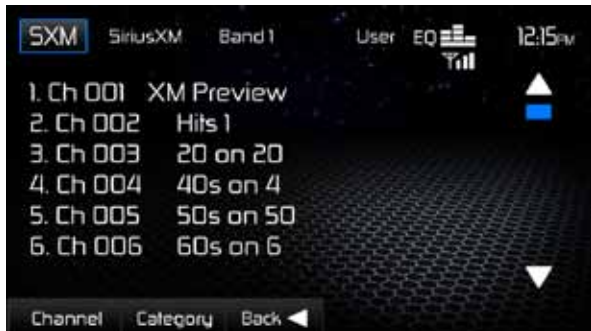 SXM SiriusXM Band 1 User EQ 12:15PM
1. Ch 001 XM Preview
2. Ch 002 Hits 1
3. Ch 003 20 on 20
4. Ch 004 40s on 4
5. Ch 005 50s on 50
6. Ch 006 60s on 6
Channel Category Back